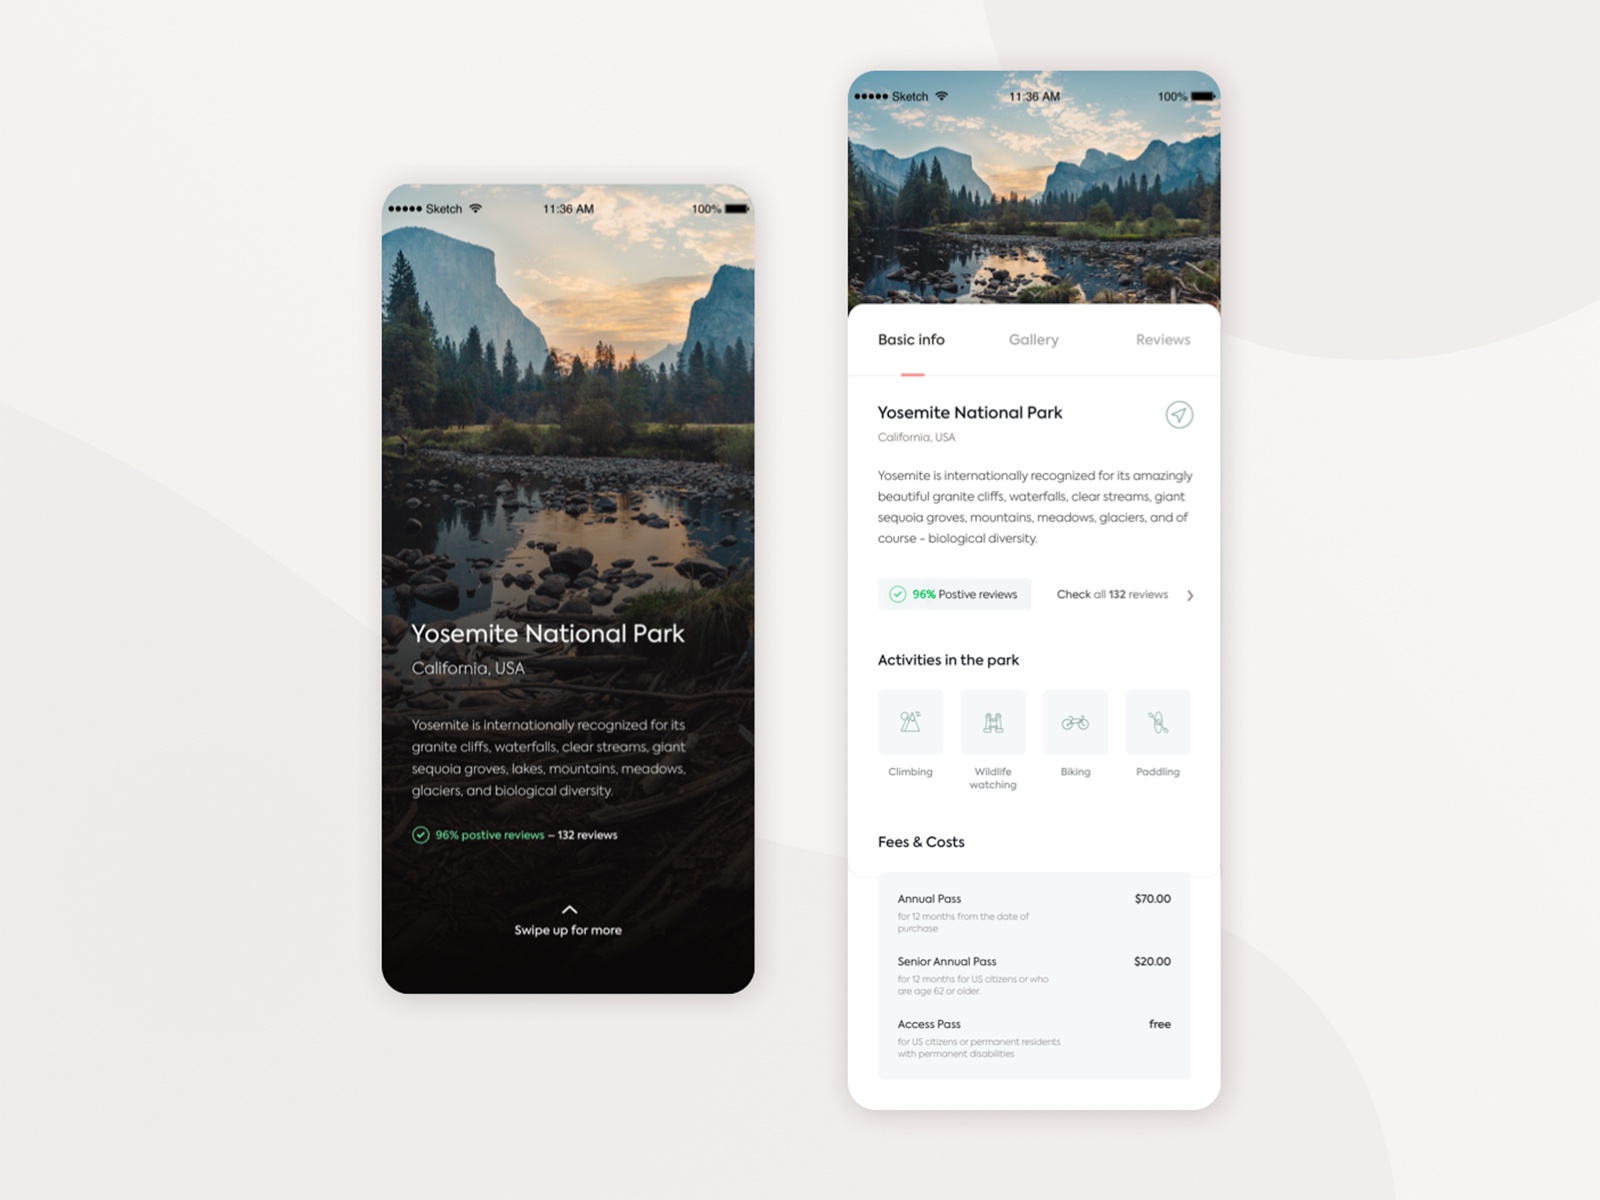 Sketch 11:36 AM 100%
Yosemite National Park
California, USA
Yosemite is internationally recognized for its
granite cliffs, waterfalls, clear streams, giant
sequoia groves, lakes, mountains, meadows,
glaciers, and biological diversity.
96% postive reviews – 132 reviews
Swipe up for more
Sketch 11:36 AM 100%
Basic info Gallery Reviews
Yosemite National Park
California, USA
Yosemite is internationally recognized for its amazingly
beautiful granite cliffs, waterfalls, clear streams, giant
sequoia groves, mountains, meadows, glaciers, and of
course - biological diversity.
96% Postive reviews Check all 132 reviews
Activities in the park
Climbing Wildlife Biking Paddling
watching
Fees & Costs
Annual Pass $70.00
for 12 months from the date of
purchase
Senior Annual Pass $20.00
for 12 months for US citizens or who
are age 62 or older.
Access Pass free
for US citizens or permanent residents
with permanent disabilities